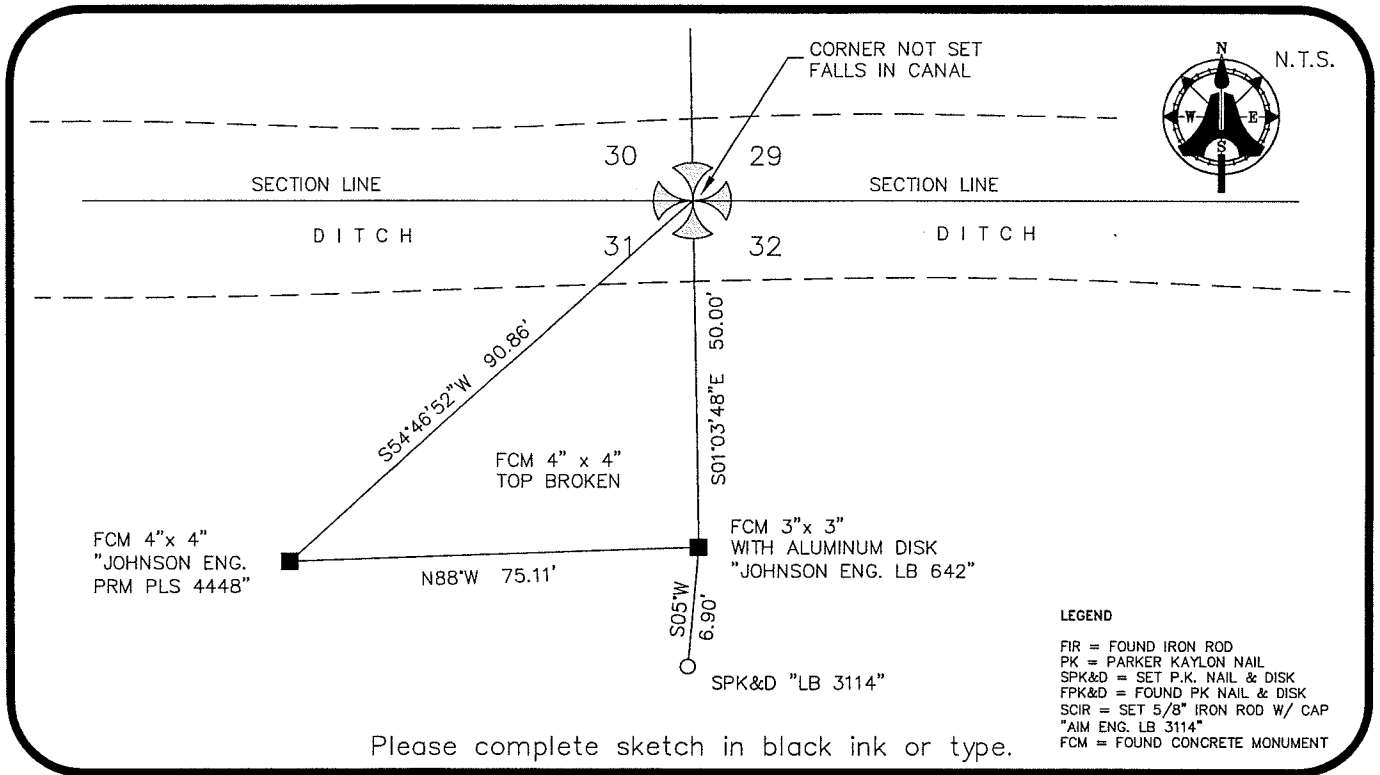 CORNER NOT SET
FALLS IN CANAL
N
N.T.S.
W
E
S
30
29
SECTION LINE
SECTION LINE
DITCH
31
32
DITCH
S01°03'48"E 50.00'
S54°46'52"W 90.86'
FCM 4" x 4"
TOP BROKEN
FCM 4"x 4"
"JOHNSON ENG.
PRM PLS 4448"
FCM 3"x 3"
WITH ALUMINUM DISK
"JOHNSON ENG. LB 642"
N88°W 75.11'
S05°W
6.90'
SPK&D "LB 3114"
LEGEND
FIR = FOUND IRON ROD
PK = PARKER KAYLON NAIL
SPK&D = SET P.K. NAIL & DISK
FPK&D = FOUND PK NAIL & DISK
SCIR = SET 5/8" IRON ROD W/ CAP
"AIM ENG. LB 3114"
FCM = FOUND CONCRETE MONUMENT
Please complete sketch in black ink or type.